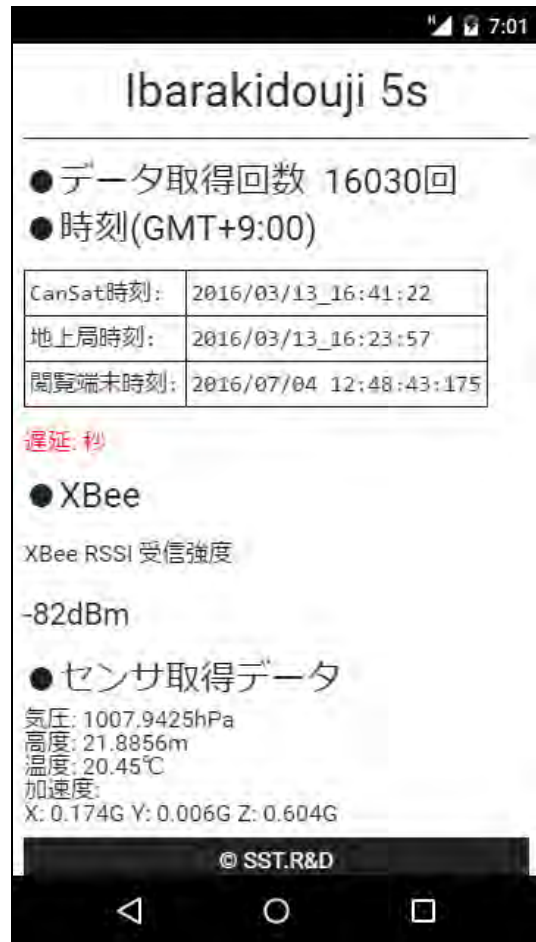 H 7:01
Ibarakidouji 5s
●データ取得回数 16030回
●時刻(GMT+9:00)
CanSat時刻: 2016/03/13_16:41:22
地上局時刻: 2016/03/13_16:23:57
閲覧端末時刻: 2016/07/04 12:48:43:175
遅延: 秒
●XBee
XBee RSSI 受信強度
-82dBm
●センサ取得データ
気圧: 1007.9425hPa
高度: 21.8856m
温度: 20.45℃
加速度:
X: 0.174G Y: 0.006G Z: 0.604G
© SST.R&D